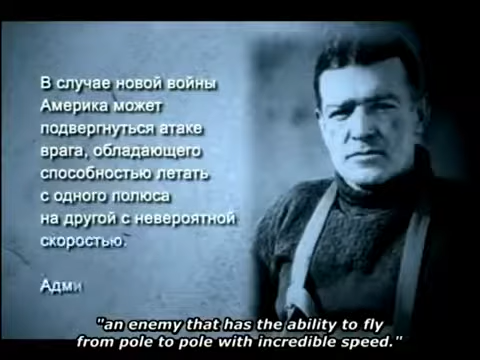 В случае новой войны
Америка может
подвергнуться атаке
врага, обладающего
способностью летать
с одного полюса
на другой с невероятной
скоростью.
Адми
"an enemy that has the ability to fly
from pole to pole with incredible speed."